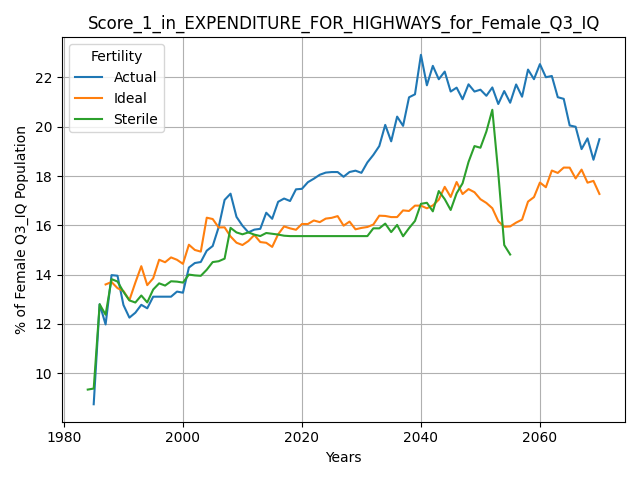 Score_1_in_EXPENDITURE_FOR_HIGHWAYS_for_Female_Q3_IQ
Fertility
Actual
Ideal
Sterile
% of Female Q3_IQ Population
22
20
18
16
14
12
10
1980
2000
2020
2040
2060
Years